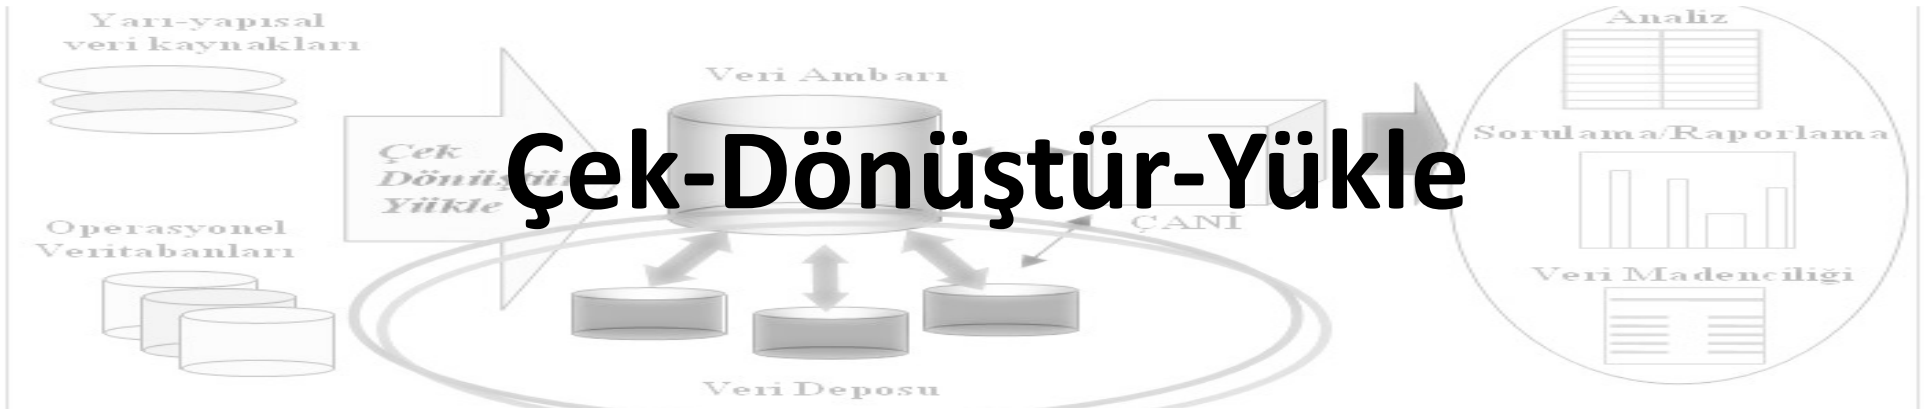 Yarı-yapısal
veri kaynakları
Operasyonel
Veritabanları
Çek
Dönüştür
Yükle
Veri Ambarı
Çek-Dönüştür-Yükle
ÇANİ
Veri Deposu
Analiz
Sorulama/Raporlama
Veri Madenciliği